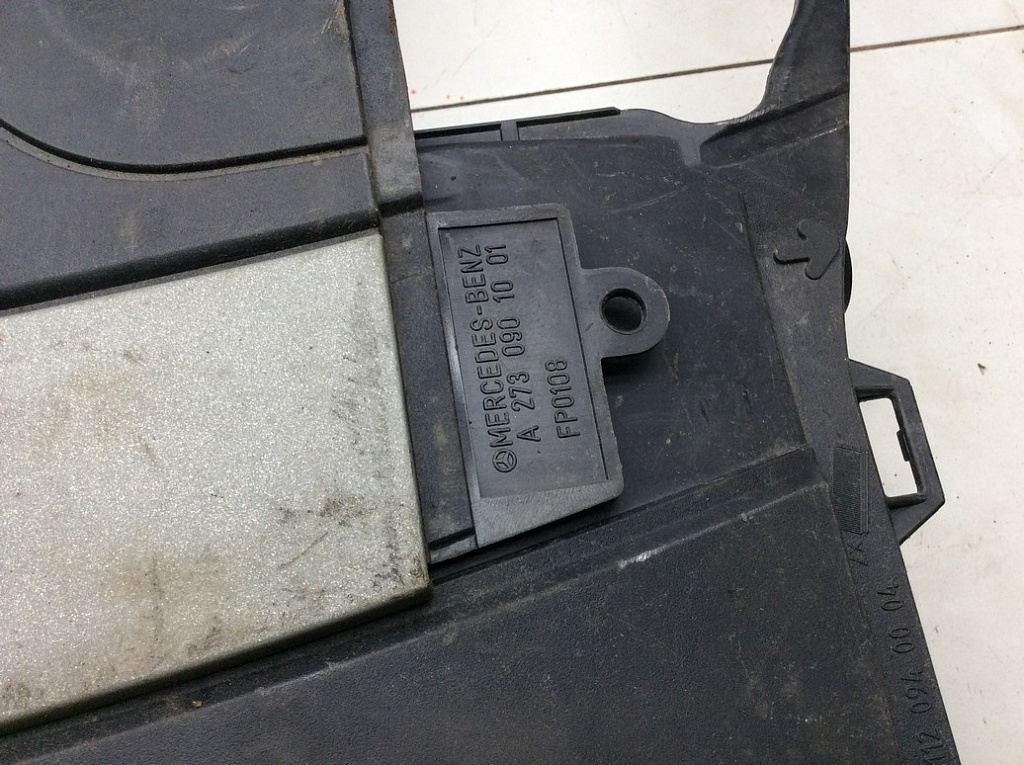 MERCEDES-BENZ
A 273 090 10 01
FP0108
112 094 00 04